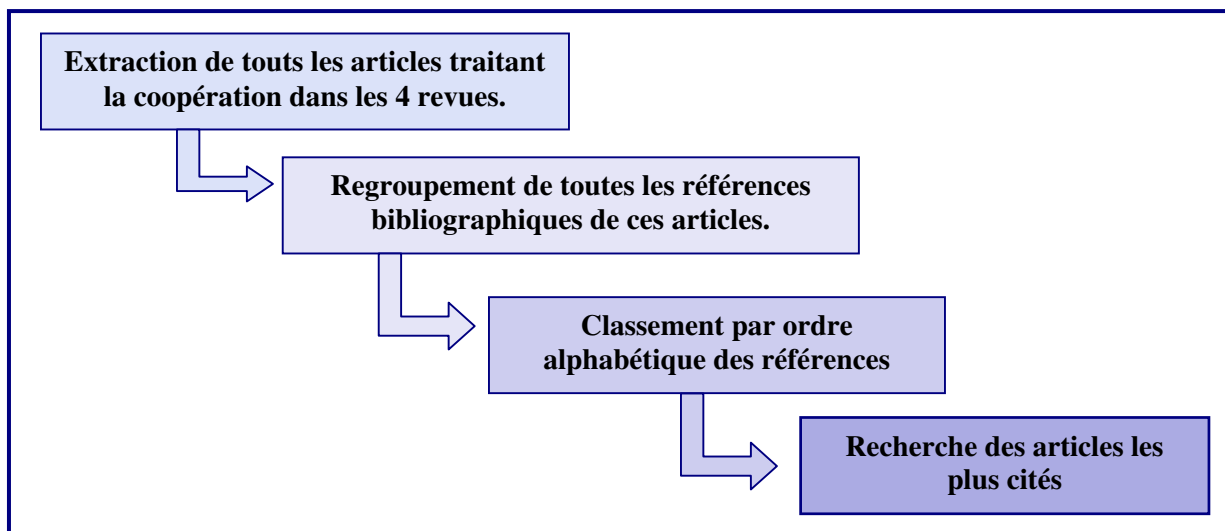 Extraction de touts les articles traitant
la coopération dans les 4 revues.
Regroupement de toutes les références
bibliographiques de ces articles.
Classement par ordre
alphabétique des références
Recherche des articles les
plus cités